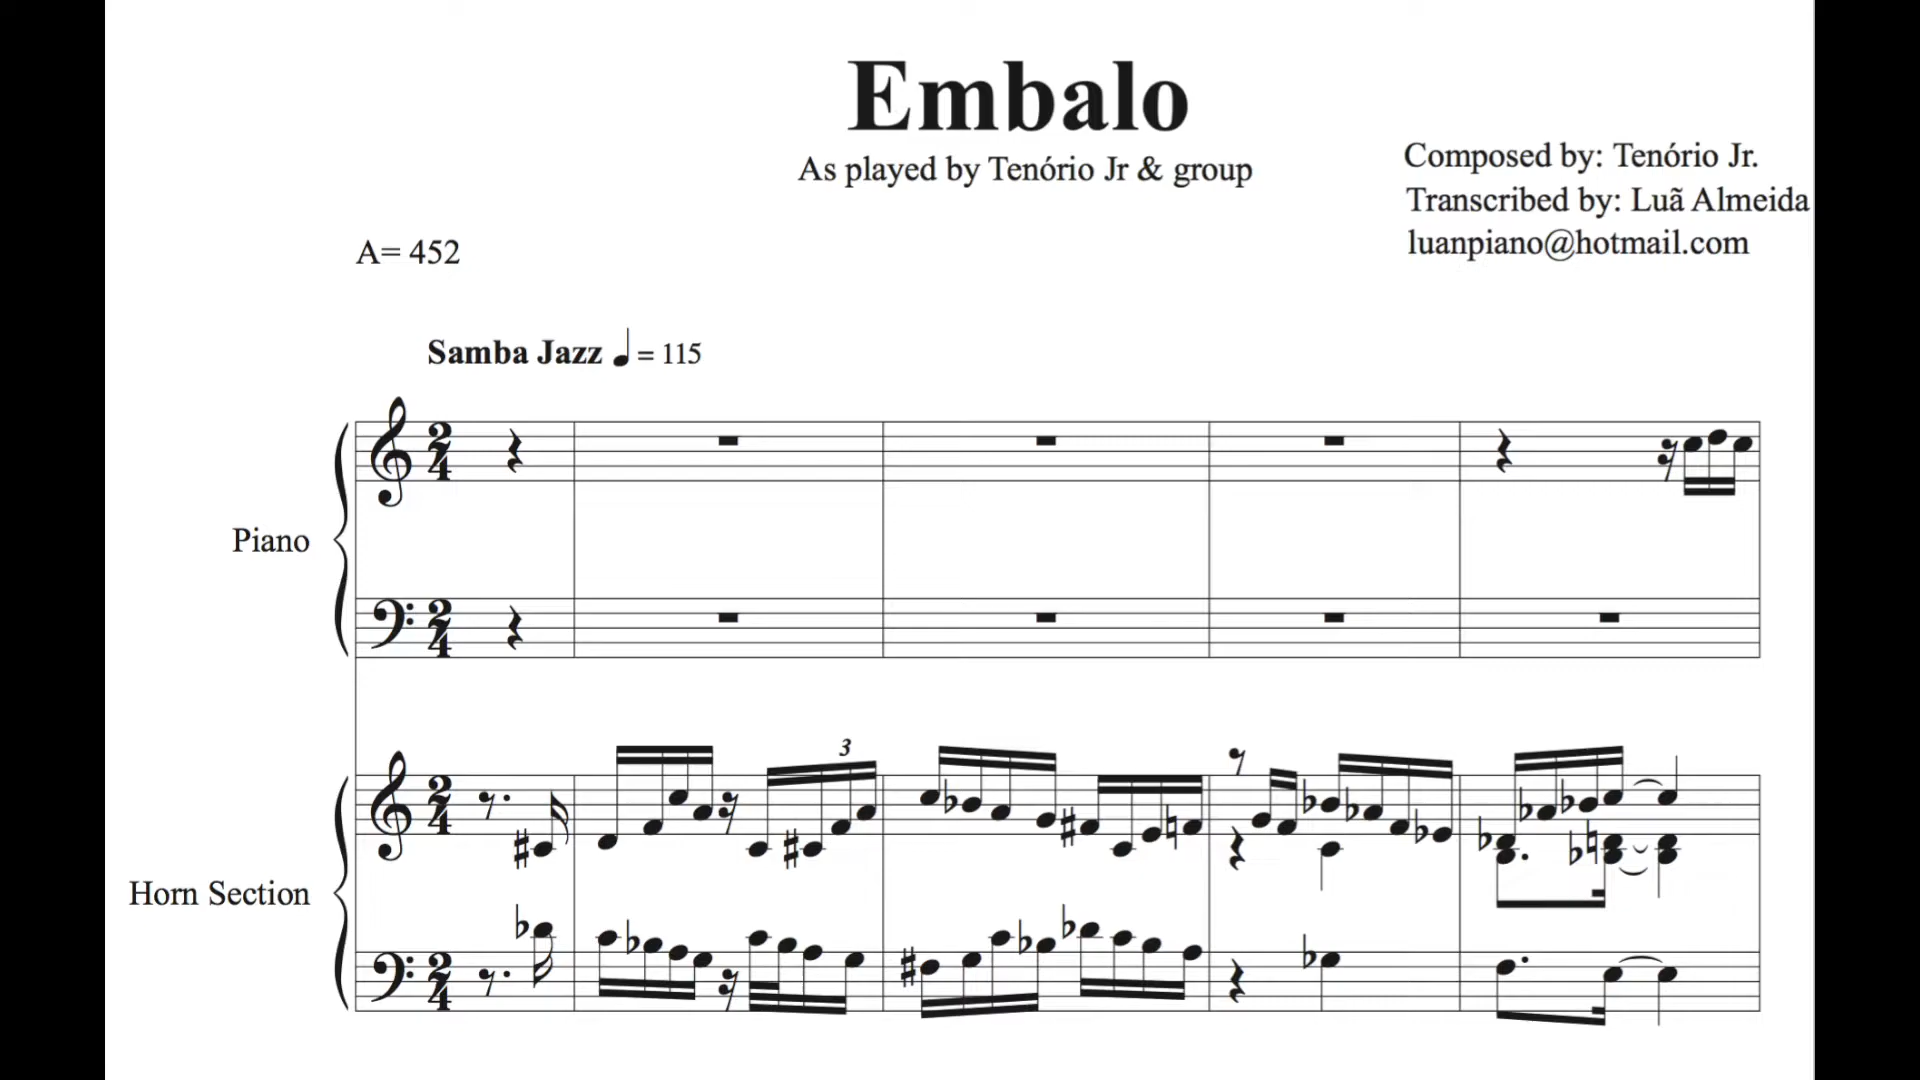 Embalo
As played by Tenório Jr & group
Composed by: Tenório Jr.
Transcribed by: Luã Almeida
luanpiano@hotmail.com
A= 452
Samba Jazz ♩ = 115
Piano
3
Horn Section